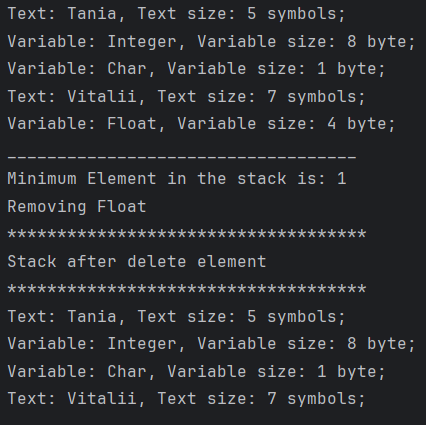 Text: Tania, Text size: 5 symbols;
Variable: Integer, Variable size: 8 byte;
Variable: Char, Variable size: 1 byte;
Text: Vitalii, Text size: 7 symbols;
Variable: Float, Variable size: 4 byte;
___________________________________
Minimum Element in the stack is: 1
Removing Float
************************************
Stack after delete element
************************************
Text: Tania, Text size: 5 symbols;
Variable: Integer, Variable size: 8 byte;
Variable: Char, Variable size: 1 byte;
Text: Vitalii, Text size: 7 symbols;